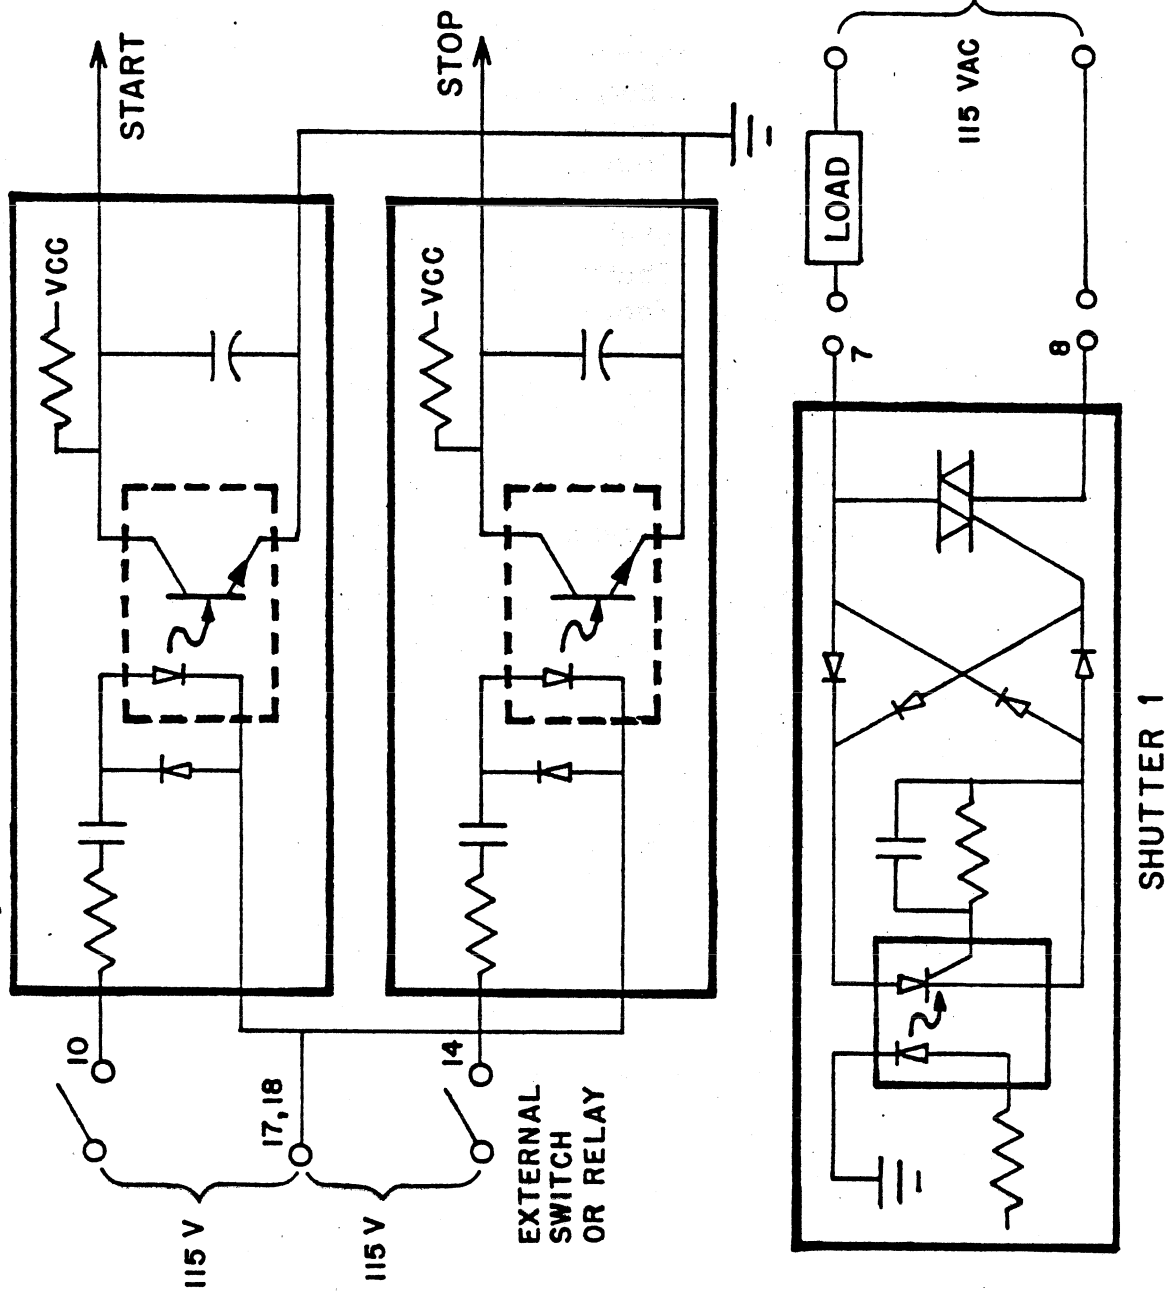 START
VCC
STOP
VCC
10
17,18
14
115 V
115 V
EXTERNAL
SWITCH
OR RELAY
LOAD
115 VAC
7
8
SHUTTER 1